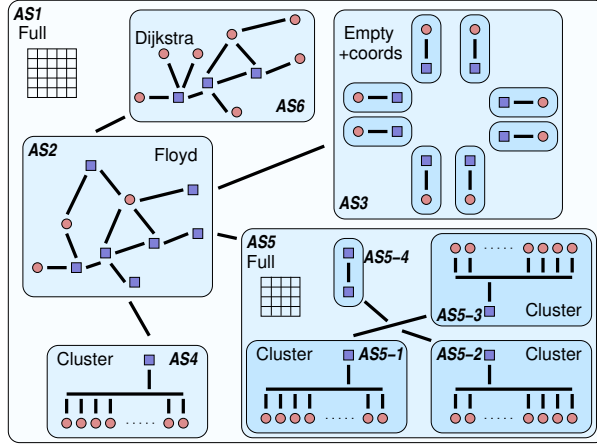 AS1
Full
Dijkstra
AS6
Empty
+coords
AS3
AS2
Floyd
AS5
Full
AS5-4
AS5-3
Cluster
Cluster
AS4
Cluster
AS5-1
AS5-2
Cluster